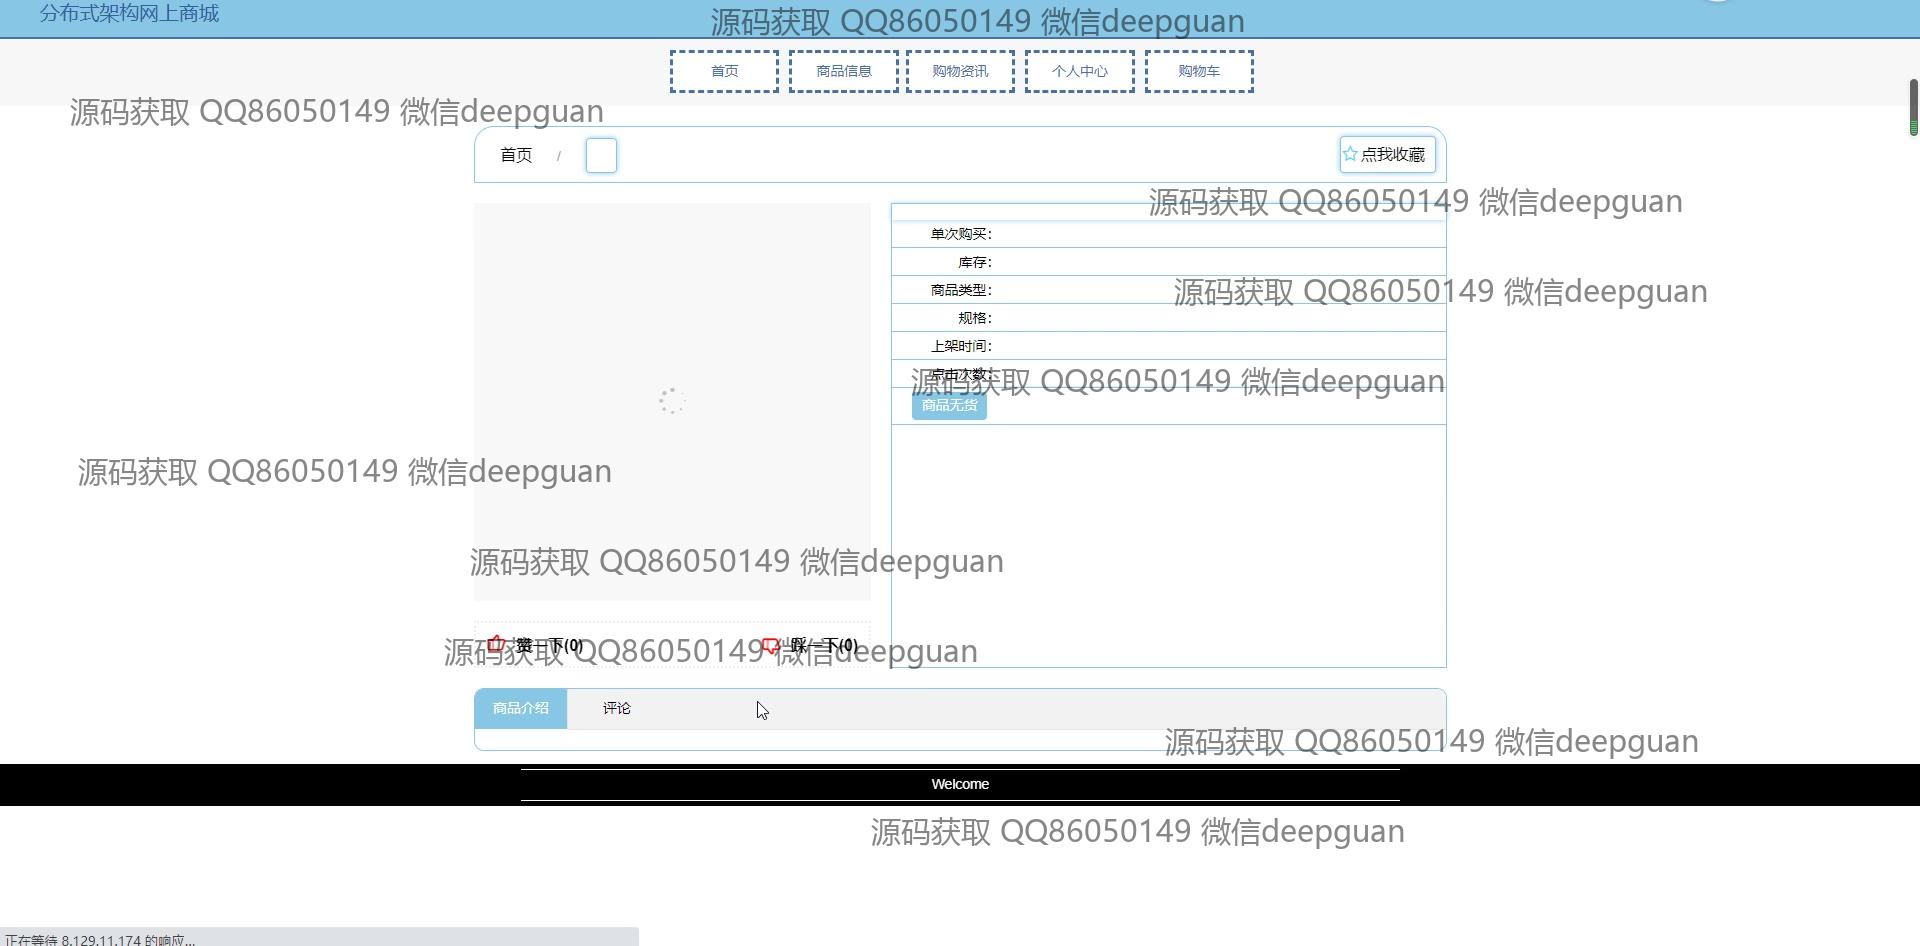 分布式架构网上商城
源码获取 QQ86050149 微信deepguan
首页 商品信息 购物资讯 个人中心 购物车
源码获取 QQ86050149 微信deepguan
首页 / 点我收藏
源码获取 QQ86050149 微信deepguan
单次购买：
库存：
商品类型：
源码获取 QQ86050149 微信deepguan
规格：
上架时间：
点击次数：
源码获取 QQ86050149 微信deepguan
商品无货
源码获取 QQ86050149 微信deepguan
源码获取 QQ86050149 微信deepguan
赞一下(0) 踩一下(0)
源码获取 QQ86050149 微信deepguan
商品介绍 评论
源码获取 QQ86050149 微信deepguan
Welcome
源码获取 QQ86050149 微信deepguan
正在等待 8.129.11.174 的响应...